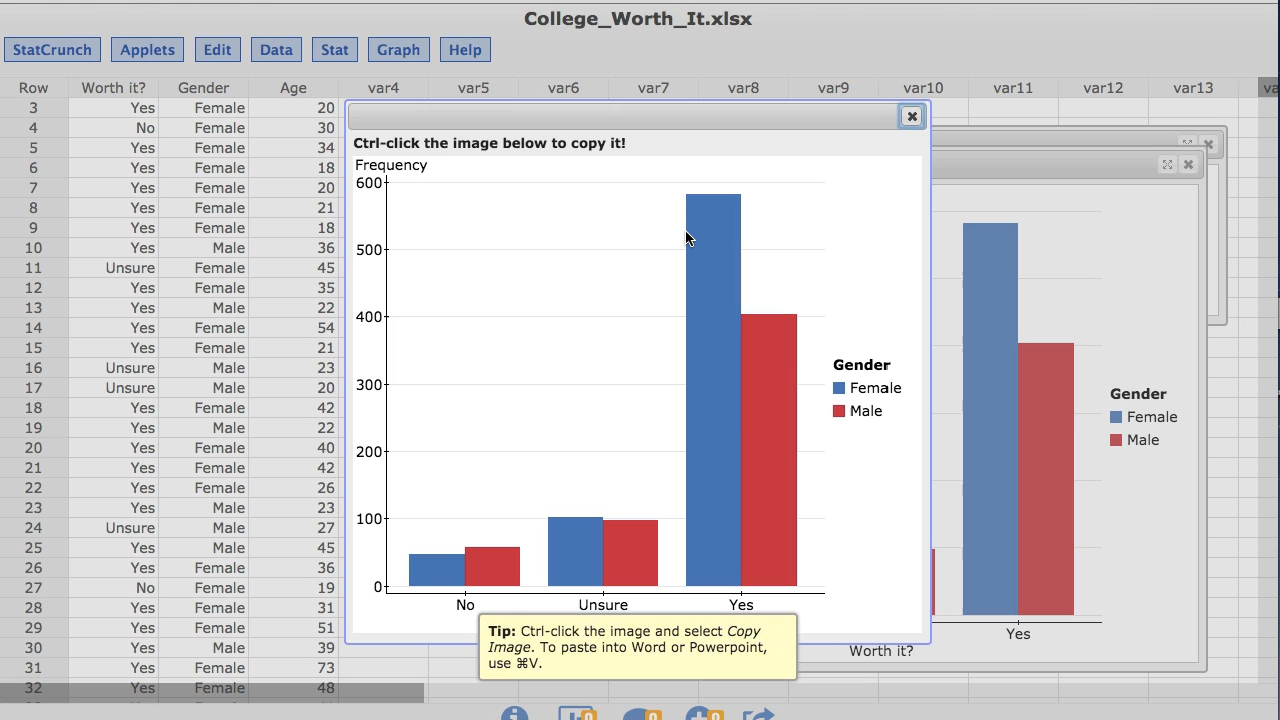 College_Worth_It.xlsx
StatCrunch Applets Edit Data Stat Graph Help
Row Worth it? Gender Age var4 var5 var6 var7 var8 var9 var10 var11 var12 var13 va
3 Yes Female 20
4 No Female 30
5 Yes Female 34
6 Yes Female 18
7 Yes Female 20
8 Yes Female 21
9 Yes Female 18
10 Yes Male 36
11 Unsure Female 45
12 Yes Female 35
13 Yes Male 22
14 Yes Female 54
15 Yes Female 21
16 Unsure Male 23
17 Unsure Male 20
18 Yes Female 42
19 Yes Male 22
20 Yes Female 40
21 Yes Female 42
22 Yes Female 26
23 Yes Male 23
24 Unsure Male 27
25 Yes Male 45
26 Yes Female 36
27 No Female 19
28 Yes Female 31
29 Yes Female 51
30 Yes Male 39
31 Yes Female 73
32 Yes Female 48
Ctrl-click the image below to copy it!
Frequency
600
500
400
300
200
100
0
No Unsure Yes
Gender
Female
Male
Tip: Ctrl-click the image and select Copy
Image. To paste into Word or Powerpoint,
use ⌘V.
Gender
Female
Male
Yes
Worth it?
0 0 0